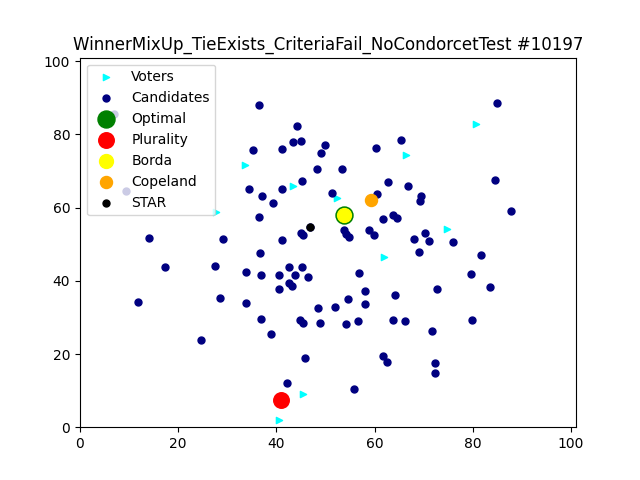 WinnerMixUp_TieExists_CriteriaFail_NoCondorcetTest #10197
Voters
Candidates
Optimal
Plurality
Borda
Copeland
STAR
100
80
60
40
20
0
0 20 40 60 80 100